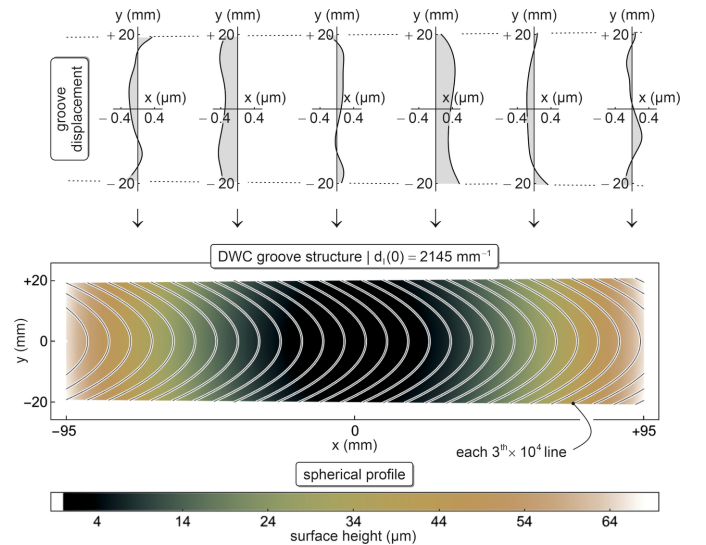 y (mm) y (mm) y (mm) y (mm) y (mm) y (mm)
+ 20 + 20 + 20 + 20 + 20 + 20
groove
displacement
x (μm) x (μm) x (μm) x (μm) x (μm) x (μm)
− 0.4 0.4 − 0.4 0.4 − 0.4 0.4 − 0.4 0.4 − 0.4 0.4 − 0.4 0.4
− 20 − 20 − 20 − 20 − 20 − 20
DWC groove structure | d₁(0) = 2145 mm⁻¹
+20
y (mm)
0
−20
−95 0 +95
x (mm)
each 3ᵗʰ× 10⁴ line
spherical profile
4 14 24 34 44 54 64
surface height (μm)